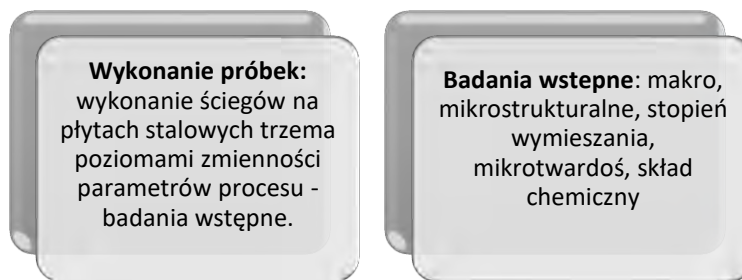 Wykonanie próbek:
wykonanie ściegów na
płytach stalowych trzema
poziomami zmienności
parametrów procesu -
badania wstępne.
Badania wstepne: makro,
mikrostrukturalne, stopień
wymieszania,
mikrotwardoś, skład
chemiczny